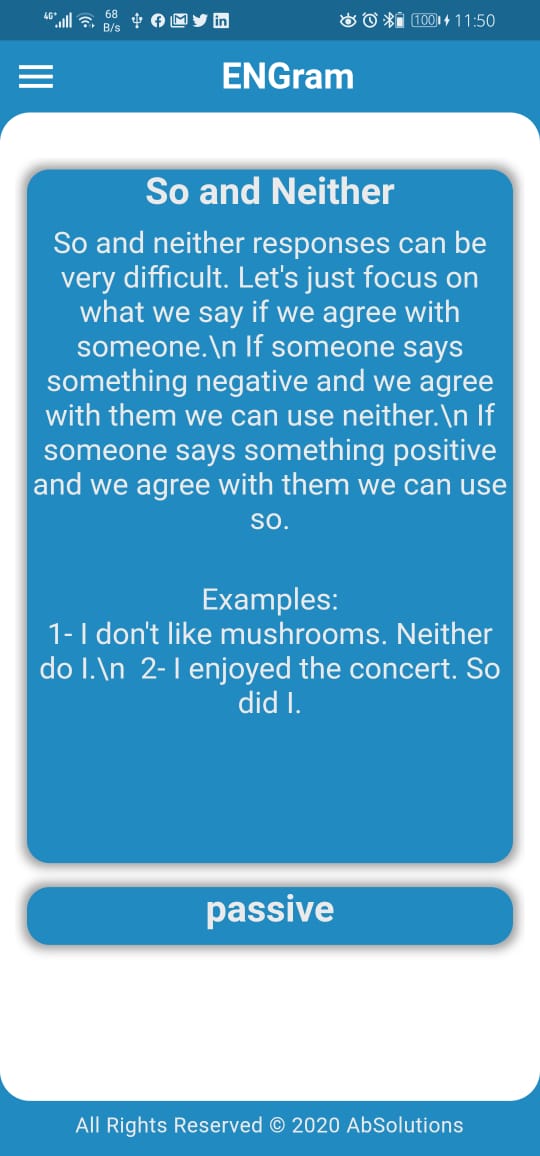 4G+ 68 B/s 100 11:50
ENGram
So and Neither
So and neither responses can be
very difficult. Let's just focus on
what we say if we agree with
someone.\n If someone says
something negative and we agree
with them we can use neither.\n If
someone says something positive
and we agree with them we can use
so.
Examples:
1- I don't like mushrooms. Neither
do I.\n  2- I enjoyed the concert. So
did I.
passive
All Rights Reserved © 2020 AbSolutions